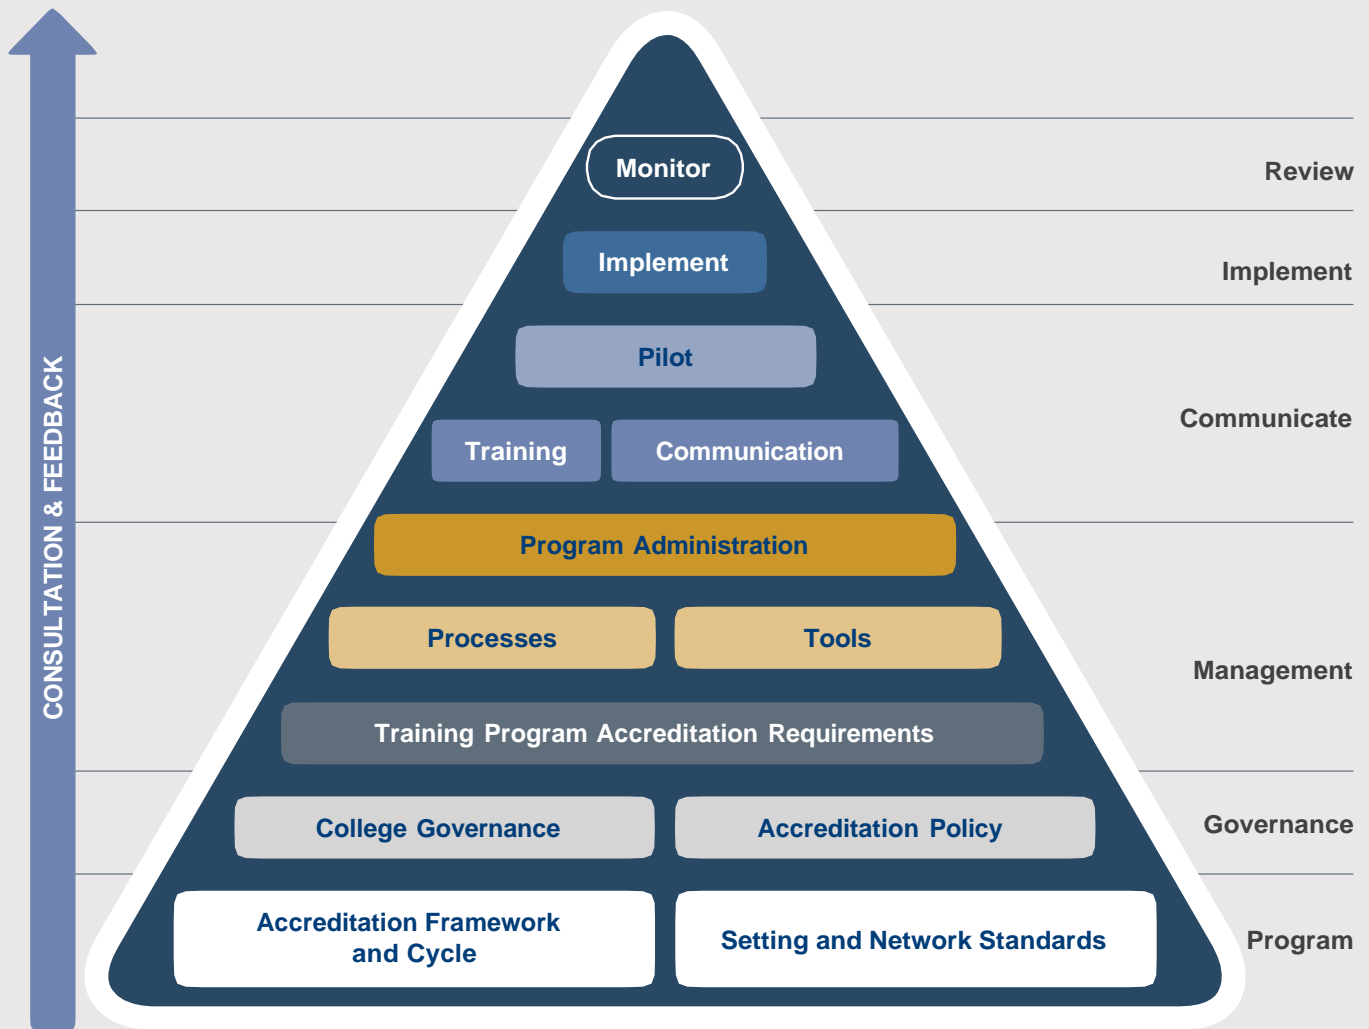 Monitor
Review
Implement
Implement
Pilot
Communicate
Training
Communication
CONSULTATION & FEEDBACK
Program Administration
Processes
Tools
Management
Training Program Accreditation Requirements
College Governance
Accreditation Policy
Governance
Accreditation Framework
and Cycle
Setting and Network Standards
Program